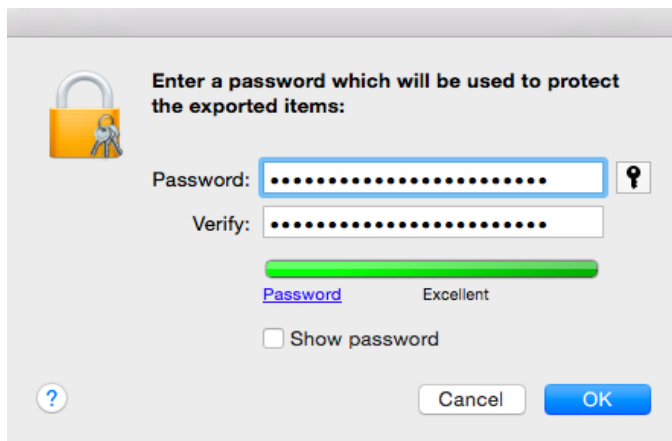 Enter a password which will be used to protect
the exported items:
Password: ••••••••••••••••••••••••
Verify: ••••••••••••••••••••••••
Password Excellent
Show password
? Cancel OK